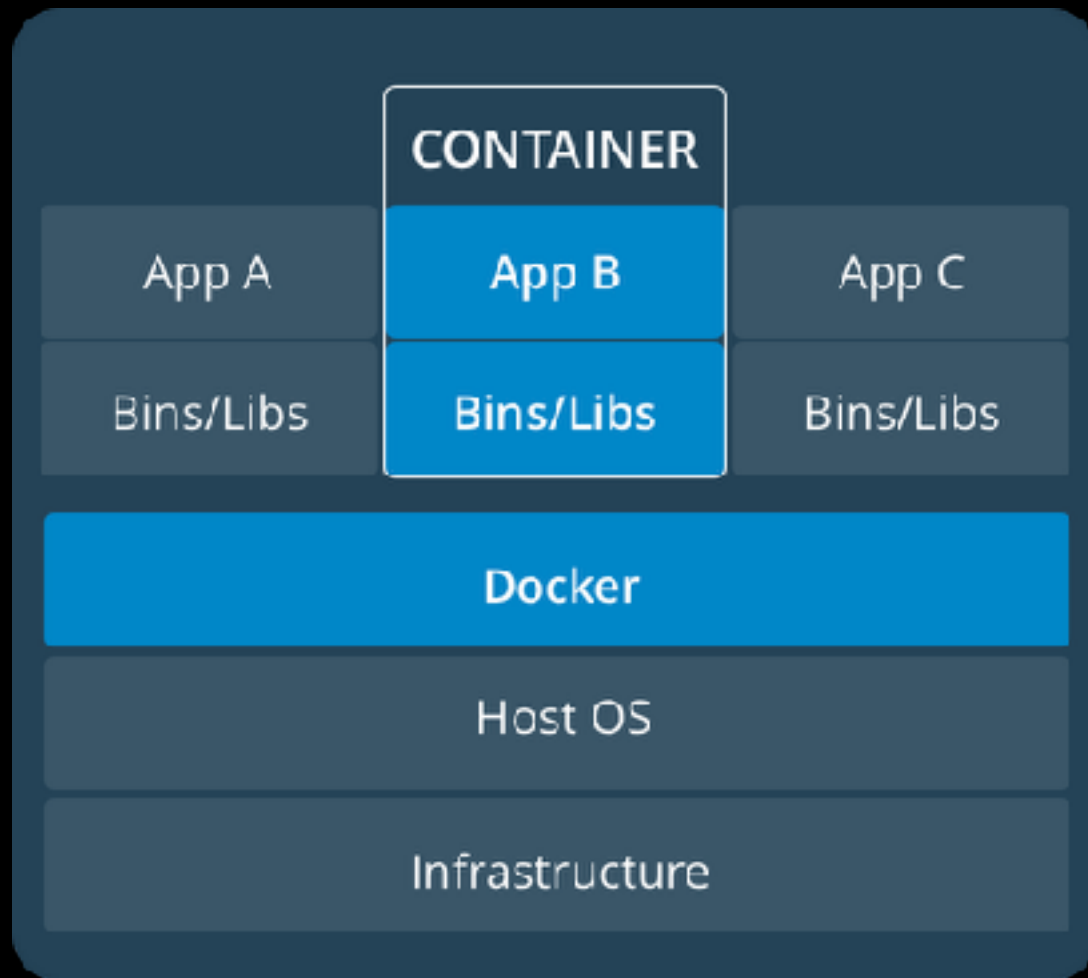 CONTAINER
App A App B App C
Bins/Libs Bins/Libs Bins/Libs
Docker
Host OS
Infrastructure